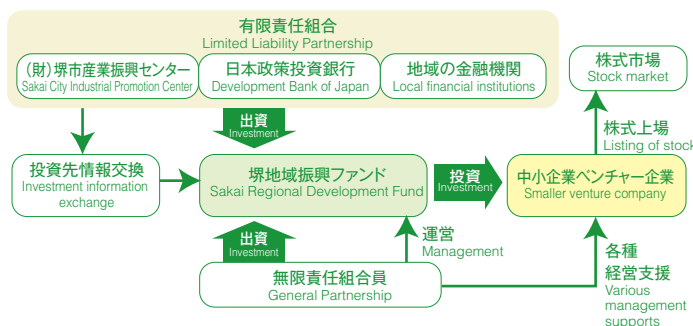 有限責任組合
Limited Liability Partnership
(財)堺市産業振興センター
Sakai City Industrial Promotion Center
日本政策投資銀行
Development Bank of Japan
地域の金融機関
Local financial institutions
株式市場
Stock market
出資
Investment
株式上場
Listing of stock
投資先情報交換
Investment information
exchange
堺地域振興ファンド
Sakai Regional Development Fund
投資
Investment
中小企業ベンチャー企業
Smaller venture company
出資
Investment
運営
Management
無限責任組合員
General Partnership
各種
経営支援
Various
management
supports